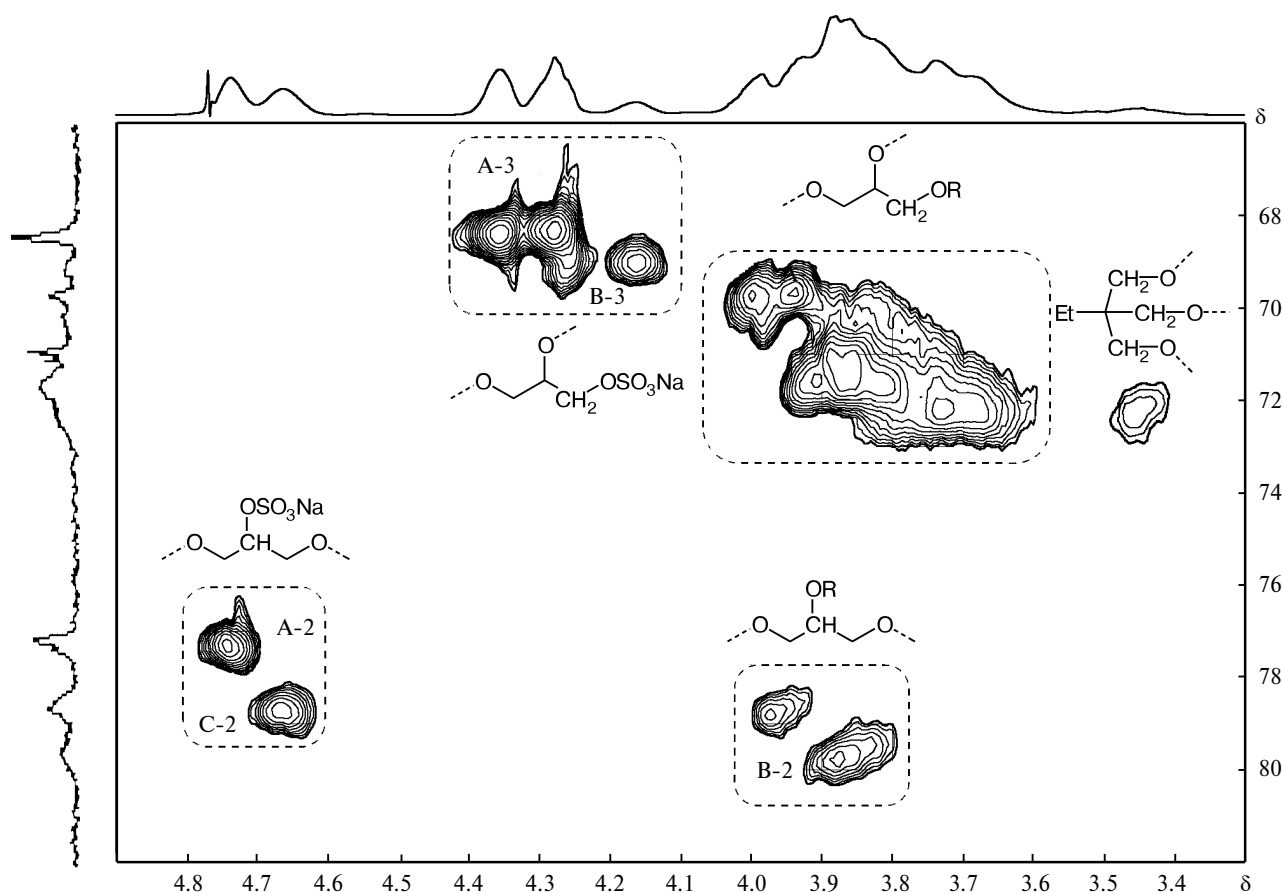 δ
A-3
O
O
OR
CH2
68
B-3
CH2—O
Et
CH2—O
CH2—O
70
O
O
OSO3Na
CH2
72
74
OSO3Na
O
CH
O
76
OR
O
CH
O
A-2
78
C-2
B-2
80
4.8 4.7 4.6 4.5 4.4 4.3 4.2 4.1 4.0 3.9 3.8 3.7 3.6 3.5 δ